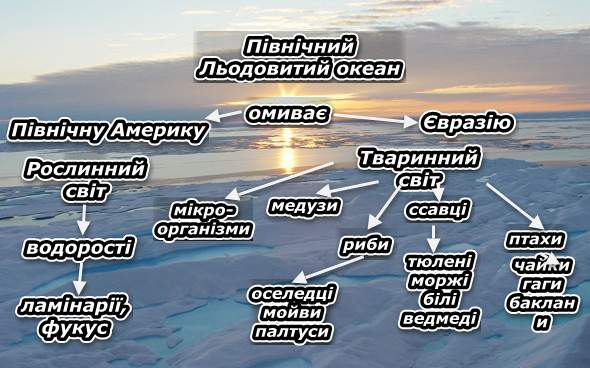 Північний
Льодовитий океан
омиває
Північну Америку
Євразію
Рослинний
світ
Тваринний
світ
мікро-
організми
медузи
ссавці
риби
птахи
водорості
ламінарії,
фукус
оселедці
мойви
палтуси
тюлені
моржі
білі
ведмеді
чайки
гаги
баклан
и